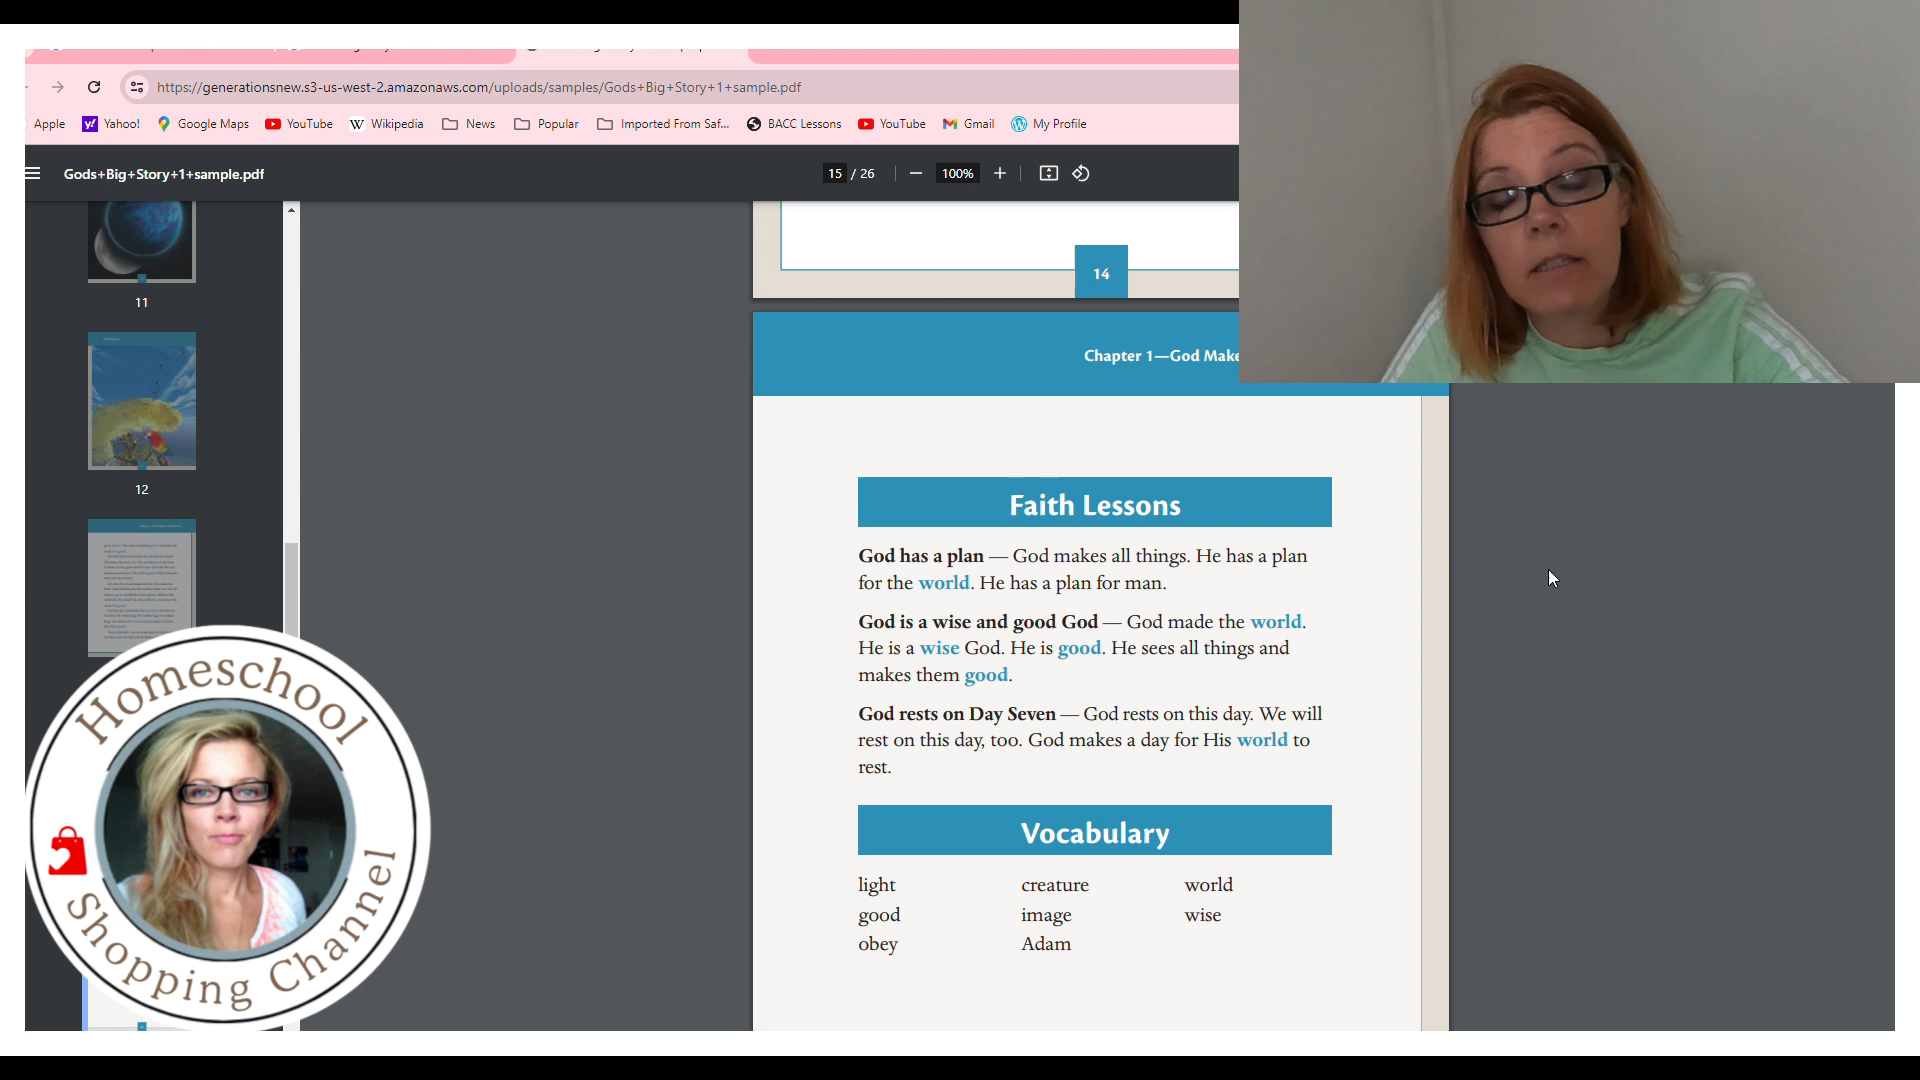 https://generationsnew.s3-us-west-2.amazonaws.com/uploads/samples/Gods+Big+Story+1+sample.pdf
Apple Yahoo! Google Maps YouTube Wikipedia News Popular Imported From Saf... BACC Lessons YouTube Gmail My Profile
Gods+Big+Story+1+sample.pdf 15 / 26 100%
11
12
14
Chapter 1—God Make
Faith Lessons
God has a plan — God makes all things. He has a plan
for the world. He has a plan for man.
God is a wise and good God — God made the world.
He is a wise God. He is good. He sees all things and
makes them good.
God rests on Day Seven — God rests on this day. We will
rest on this day, too. God makes a day for His world to
rest.
Vocabulary
light creature world
good image wise
obey Adam
Homeschool
Shopping Channel